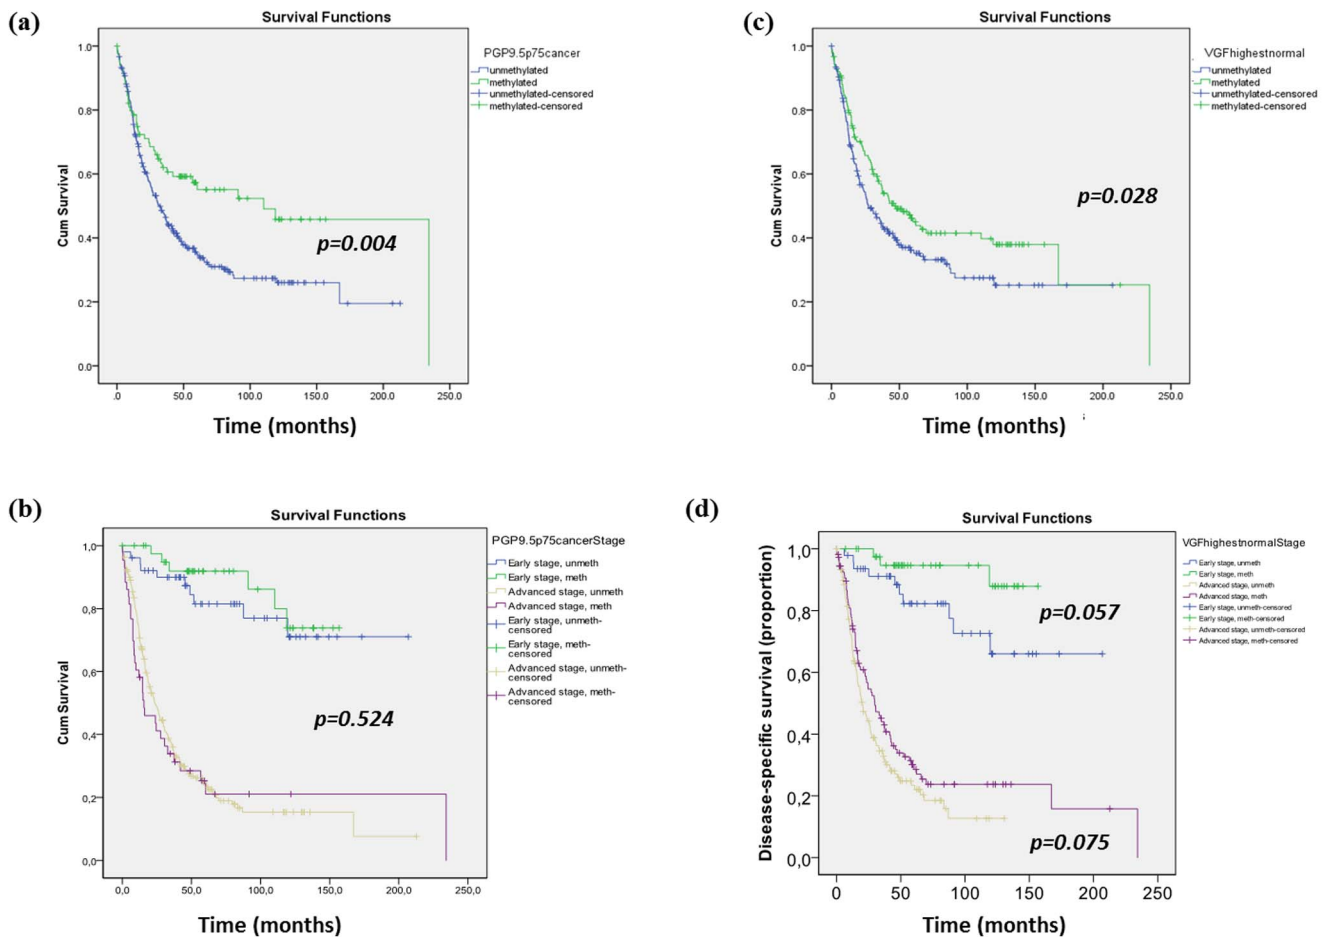 (a)
Survival Functions
PGP9.5p75cancer
unmethylated
methylated
unmethylated-censored
methylated-censored
Cum Survival
1.0
0.8
0.6
0.4
0.2
0.0
p=0.004
.0 50.0 100.0 150.0 200.0 250.0
Time (months)
(c)
Survival Functions
VGFhighestnormal
unmethylated
methylated
unmethylated-censored
methylated-censored
Cum Survival
1.0
0.8
0.6
0.4
0.2
0.0
p=0.028
.0 50.0 100.0 150.0 200.0 250.0
Time (months)
(b)
Survival Functions
PGP9.5p75cancerStage
Early stage, unmeth
Early stage, meth
Advanced stage, unmeth
Advanced stage, meth
Early stage, unmeth-
censored
Early stage, meth-
censored
Advanced stage, unmeth-
censored
Advanced stage, meth-
censored
Cum Survival
1,0
0,8
0,6
0,4
0,2
0,0
p=0.524
0,0 50,0 100,0 150,0 200,0 250,0
Time (months)
(d)
Survival Functions
VGFhighestnormalStage
Early stage, unmeth
Early stage, meth
Advanced stage, unmeth
Advanced stage, meth
Early stage, unmeth-censored
Early stage, meth-censored
Advanced stage, unmeth-censored
Advanced stage, meth-censored
Disease-specific survival (proportion)
1,0
0,8
0,6
0,4
0,2
0,0
p=0.057
p=0.075
0 50 100 150 200 250
Time (months)